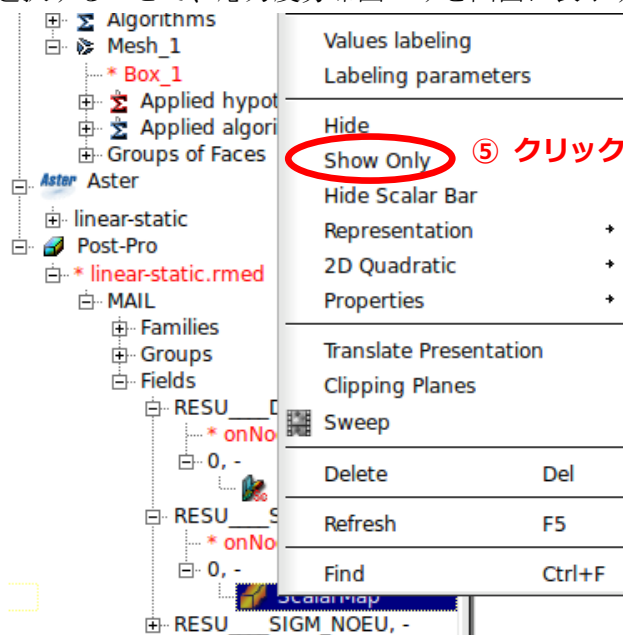 Algorithms
Mesh_1
* Box_1
Applied hypot
Applied algori
Groups of Faces
Aster Aster
linear-static
Post-Pro
* linear-static.rmed
MAIL
Families
Groups
Fields
RESU____D
* onNo
0, -
RESU____S
* onNo
0, -
ScalarMap
RESU____SIGM_NOEU, -
Values labeling
Labeling parameters
Hide
Show Only
⑤ クリック
Hide Scalar Bar
Representation
2D Quadratic
Properties
Translate Presentation
Clipping Planes
Sweep
Delete Del
Refresh F5
Find Ctrl+F